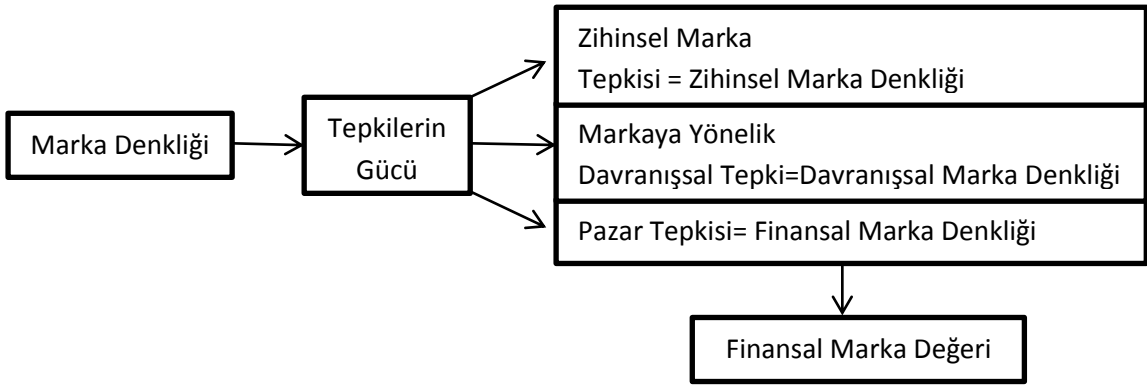 Marka Denkliği
Tepkilerin
Gücü
Zihinsel Marka
Tepkisi = Zihinsel Marka Denkliği
Markaya Yönelik
Davranışsal Tepki=Davranışsal Marka Denkliği
Pazar Tepkisi= Finansal Marka Denkliği
Finansal Marka Değeri